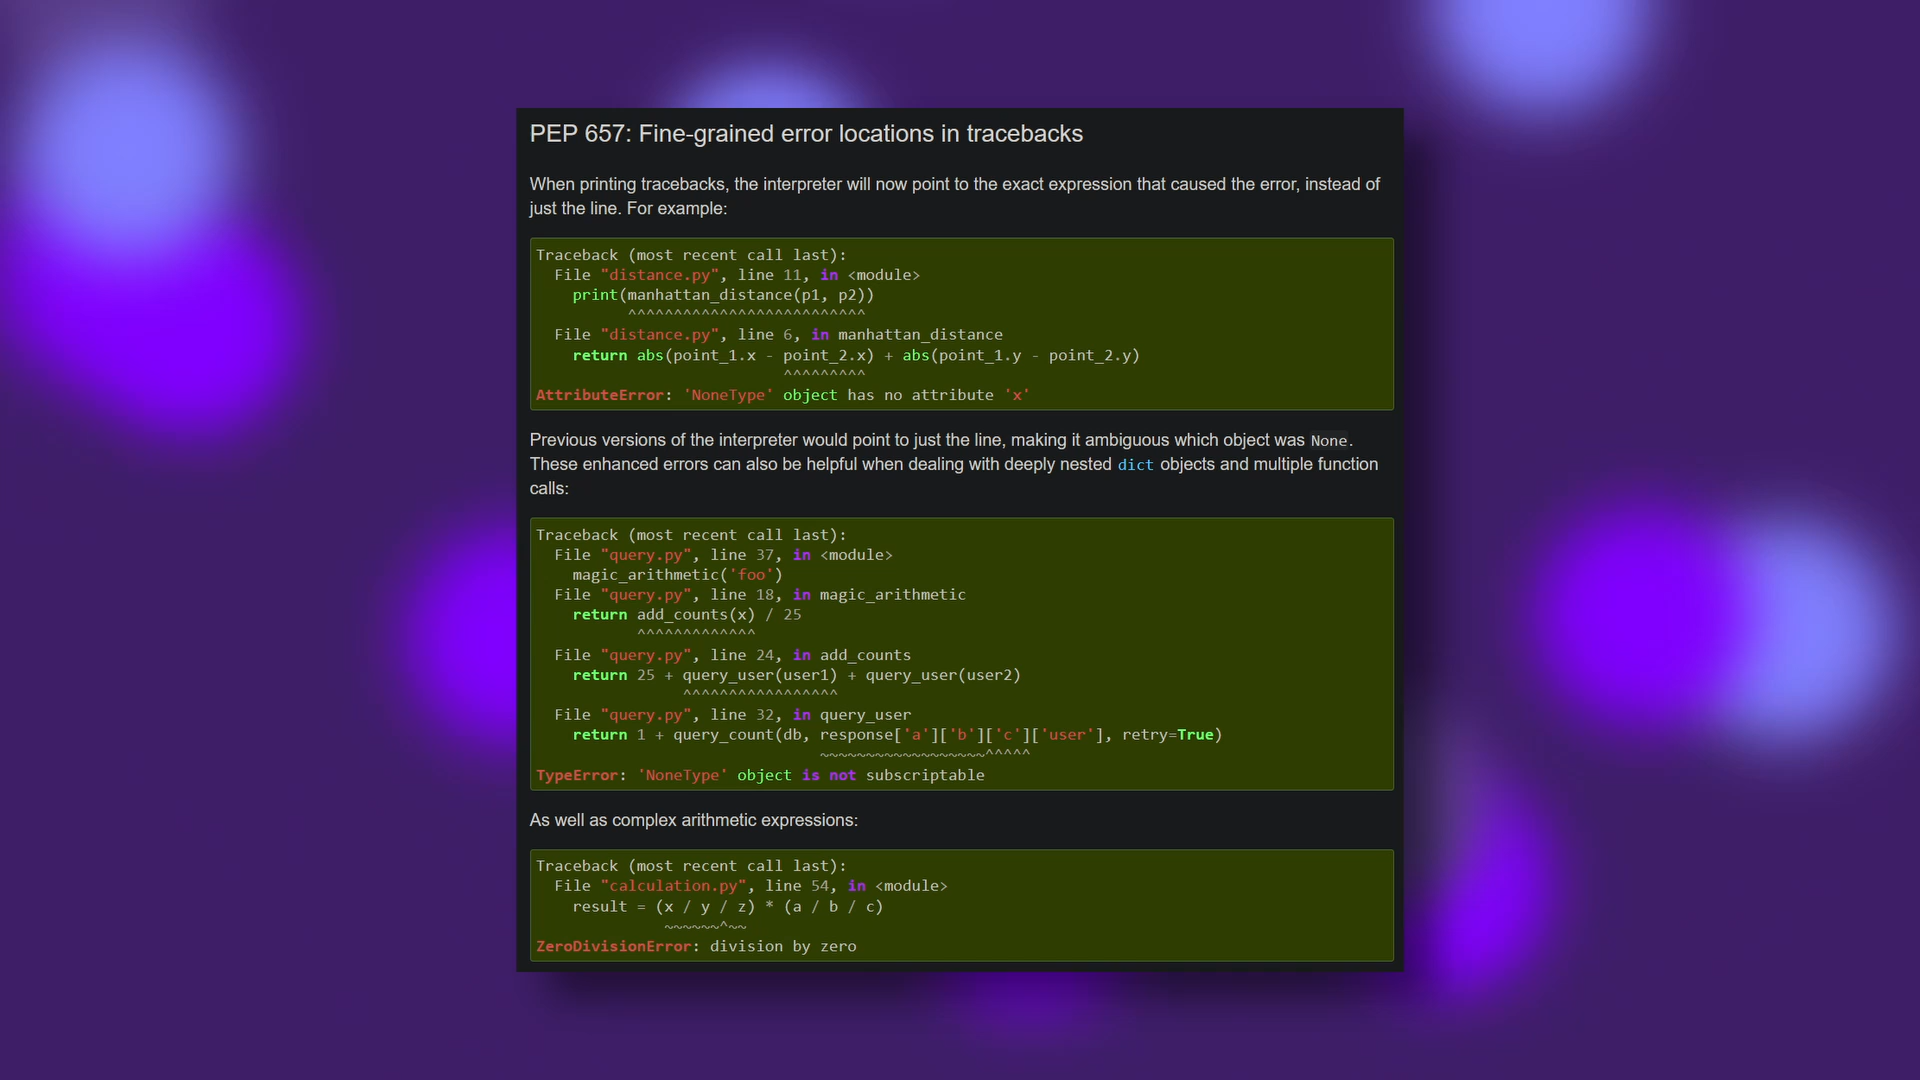 PEP 657: Fine-grained error locations in tracebacks
When printing tracebacks, the interpreter will now point to the exact expression that caused the error, instead of
just the line. For example:
Traceback (most recent call last):
  File "distance.py", line 11, in <module>
    print(manhattan_distance(p1, p2))
          ^^^^^^^^^^^^^^^^^^^^^^^^^^
  File "distance.py", line 6, in manhattan_distance
    return abs(point_1.x - point_2.x) + abs(point_1.y - point_2.y)
                           ^^^^^^^^^
AttributeError: 'NoneType' object has no attribute 'x'
Previous versions of the interpreter would point to just the line, making it ambiguous which object was None.
These enhanced errors can also be helpful when dealing with deeply nested dict objects and multiple function
calls:
Traceback (most recent call last):
  File "query.py", line 37, in <module>
    magic_arithmetic('foo')
  File "query.py", line 18, in magic_arithmetic
    return add_counts(x) / 25
           ^^^^^^^^^^^^^
  File "query.py", line 24, in add_counts
    return 25 + query_user(user1) + query_user(user2)
                ^^^^^^^^^^^^^^^^^
  File "query.py", line 32, in query_user
    return 1 + query_count(db, response['a']['b']['c']['user'], retry=True)
                               ~~~~~~~~~~~~~~~~~~^^^^^
TypeError: 'NoneType' object is not subscriptable
As well as complex arithmetic expressions:
Traceback (most recent call last):
  File "calculation.py", line 54, in <module>
    result = (x / y / z) * (a / b / c)
              ~~~~~~^~~
ZeroDivisionError: division by zero